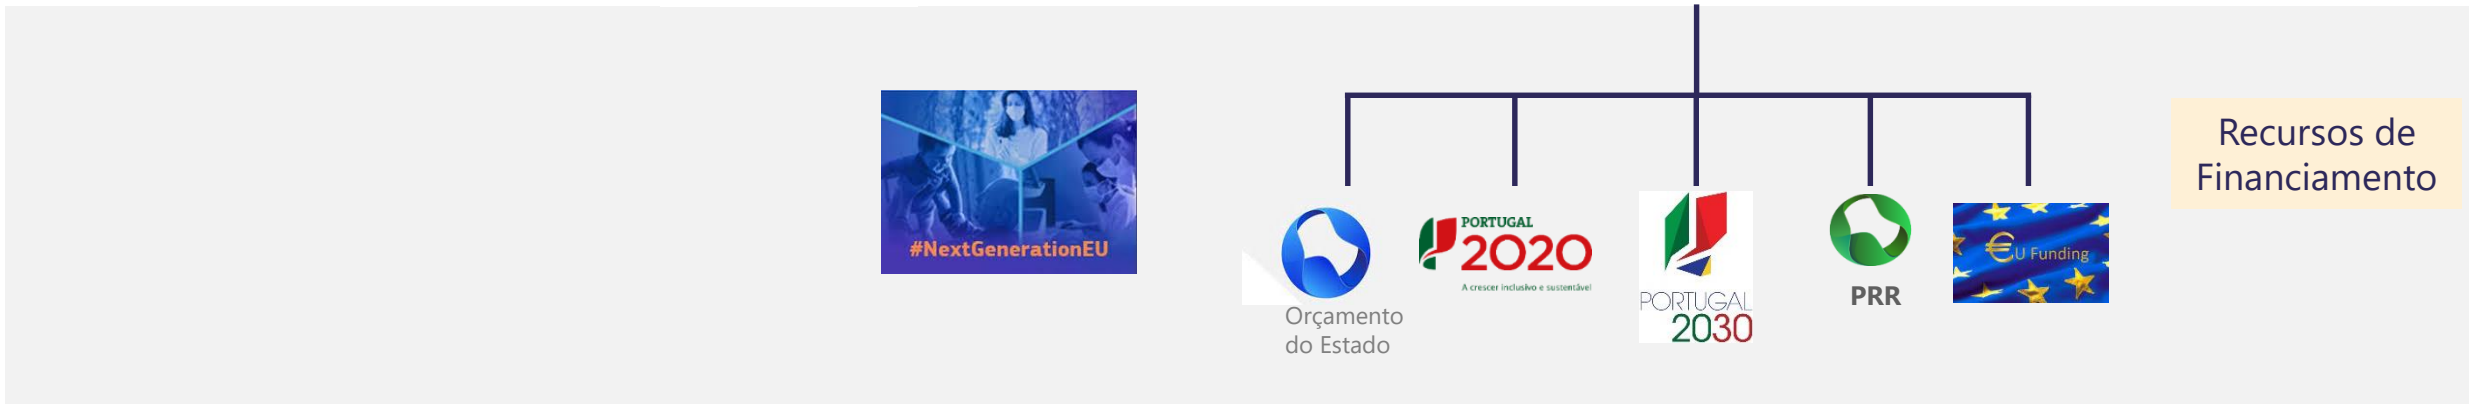 #NextGenerationEU
Orçamento
do Estado
PORTUGAL
2020
A crescer inclusivo e sustentável
PORTUGAL
2030
PRR
€U Funding
Recursos de
Financiamento